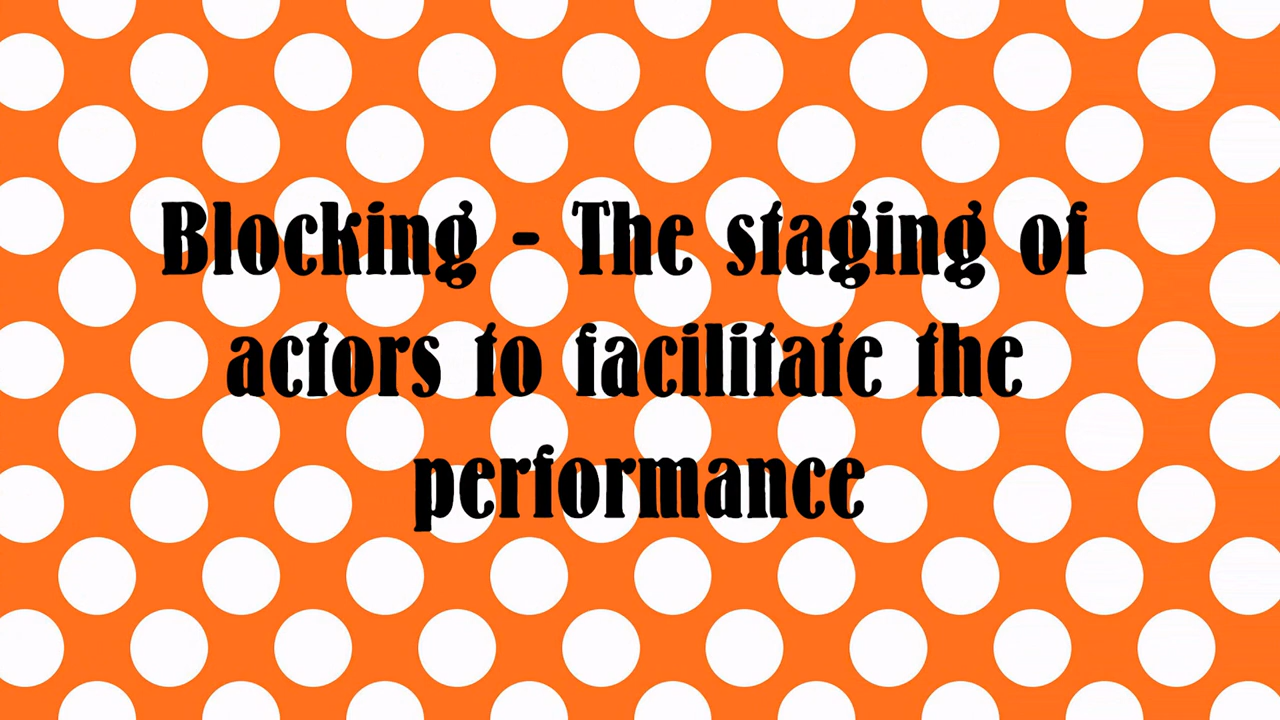 Blocking - The staging of
actors to facilitate the
performance